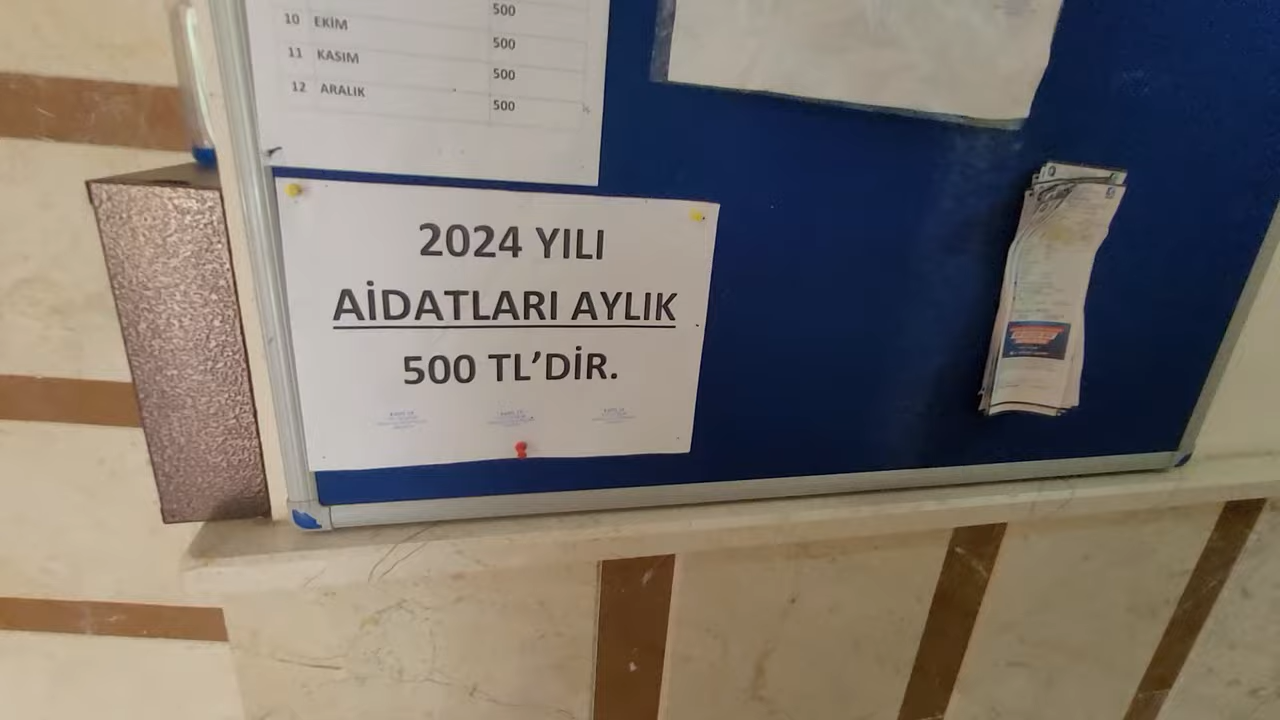 500
10 EKİM 500
11 KASIM 500
12 ARALIK 500
2024 YILI
AİDATLARI AYLIK
500 TL’DİR.